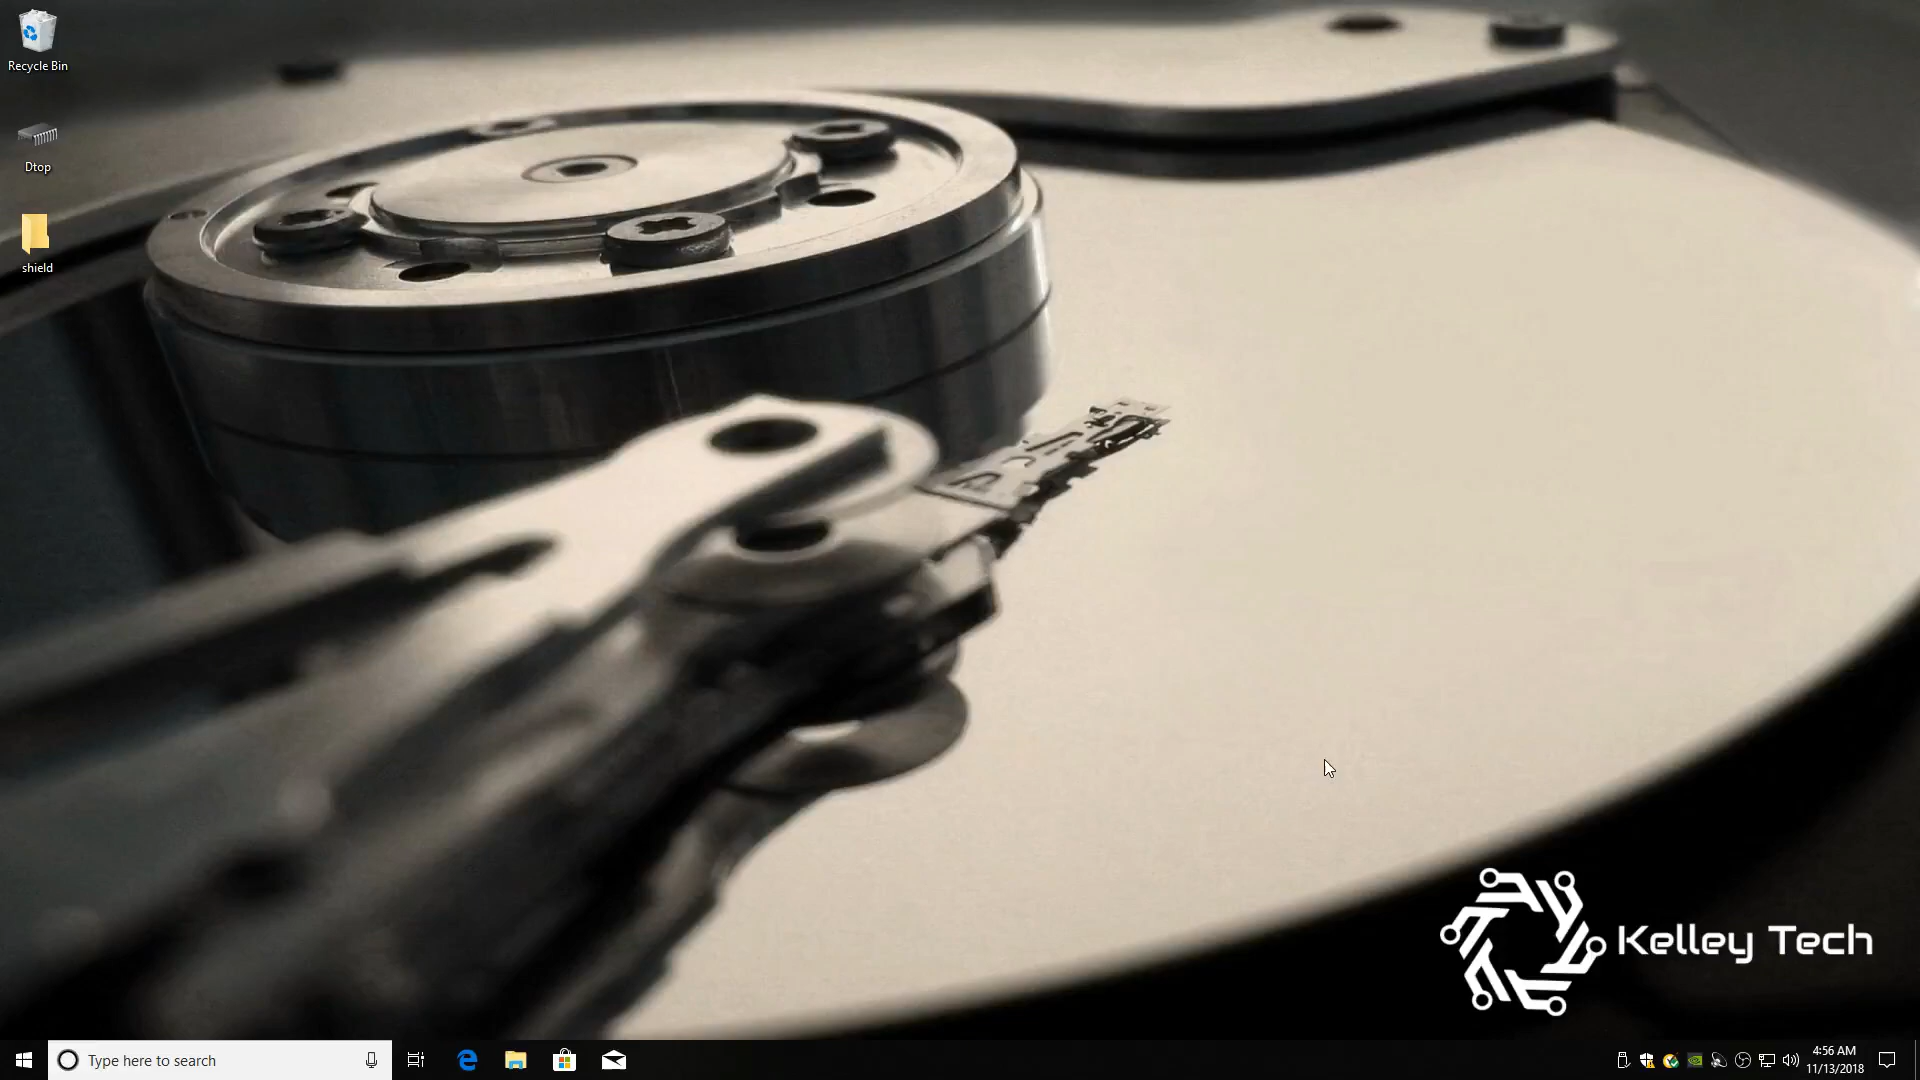 Recycle Bin
Dtop
shield
Kelley Tech
Type here to search
4:56 AM
11/13/2018